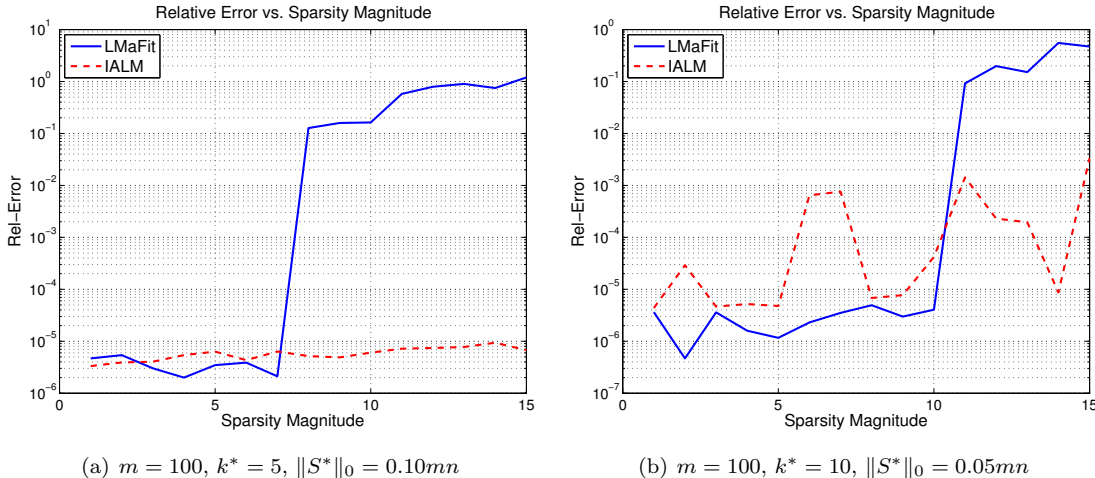 Relative Error vs. Sparsity Magnitude
10^1
10^0
10^{-1}
10^{-2}
10^{-3}
10^{-4}
10^{-5}
10^{-6}
Rel−Error
LMaFit
IALM
0 5 10 15
Sparsity Magnitude
(a) m = 100, k* = 5, ‖S*‖_0 = 0.10mn
Relative Error vs. Sparsity Magnitude
10^0
10^{-1}
10^{-2}
10^{-3}
10^{-4}
10^{-5}
10^{-6}
10^{-7}
Rel−Error
LMaFit
IALM
0 5 10 15
Sparsity Magnitude
(b) m = 100, k* = 10, ‖S*‖_0 = 0.05mn